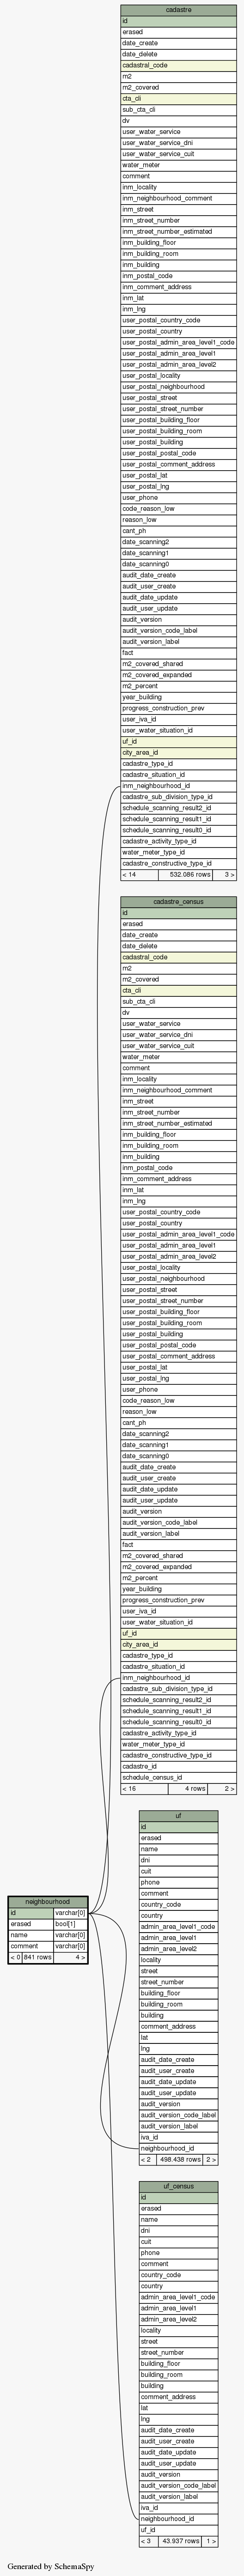 cadastre
id
erased
date_create
date_delete
cadastral_code
m2
m2_covered
cta_cli
sub_cta_cli
dv
user_water_service
user_water_service_dni
user_water_service_cuit
water_meter
comment
inm_locality
inm_neighbourhood_comment
inm_street
inm_street_number
inm_street_number_estimated
inm_building_floor
inm_building_room
inm_building
inm_postal_code
inm_comment_address
inm_lat
inm_lng
user_postal_country_code
user_postal_country
user_postal_admin_area_level1_code
user_postal_admin_area_level1
user_postal_admin_area_level2
user_postal_locality
user_postal_neighbourhood
user_postal_street
user_postal_street_number
user_postal_building_floor
user_postal_building_room
user_postal_building
user_postal_postal_code
user_postal_comment_address
user_postal_lat
user_postal_lng
user_phone
code_reason_low
reason_low
cant_ph
date_scanning2
date_scanning1
date_scanning0
audit_date_create
audit_user_create
audit_date_update
audit_user_update
audit_version
audit_version_code_label
audit_version_label
fact
m2_covered_shared
m2_covered_expanded
m2_percent
year_building
progress_construction_prev
user_iva_id
user_water_situation_id
uf_id
city_area_id
cadastre_type_id
cadastre_situation_id
inm_neighbourhood_id
cadastre_sub_division_type_id
schedule_scanning_result2_id
schedule_scanning_result1_id
schedule_scanning_result0_id
cadastre_activity_type_id
water_meter_type_id
cadastre_constructive_type_id
< 14 532.086 rows 3 >
cadastre_census
id
erased
date_create
date_delete
cadastral_code
m2
m2_covered
cta_cli
sub_cta_cli
dv
user_water_service
user_water_service_dni
user_water_service_cuit
water_meter
comment
inm_locality
inm_neighbourhood_comment
inm_street
inm_street_number
inm_street_number_estimated
inm_building_floor
inm_building_room
inm_building
inm_postal_code
inm_comment_address
inm_lat
inm_lng
user_postal_country_code
user_postal_country
user_postal_admin_area_level1_code
user_postal_admin_area_level1
user_postal_admin_area_level2
user_postal_locality
user_postal_neighbourhood
user_postal_street
user_postal_street_number
user_postal_building_floor
user_postal_building_room
user_postal_building
user_postal_postal_code
user_postal_comment_address
user_postal_lat
user_postal_lng
user_phone
code_reason_low
reason_low
cant_ph
date_scanning2
date_scanning1
date_scanning0
audit_date_create
audit_user_create
audit_date_update
audit_user_update
audit_version
audit_version_code_label
audit_version_label
fact
m2_covered_shared
m2_covered_expanded
m2_percent
year_building
progress_construction_prev
user_iva_id
user_water_situation_id
uf_id
city_area_id
cadastre_type_id
cadastre_situation_id
inm_neighbourhood_id
cadastre_sub_division_type_id
schedule_scanning_result2_id
schedule_scanning_result1_id
schedule_scanning_result0_id
cadastre_activity_type_id
water_meter_type_id
cadastre_constructive_type_id
cadastre_id
schedule_census_id
< 16 4 rows 2 >
neighbourhood
id varchar[0]
erased bool[1]
name varchar[0]
comment varchar[0]
< 0 841 rows 4 >
uf
id
erased
name
dni
cuit
phone
comment
country_code
country
admin_area_level1_code
admin_area_level1
admin_area_level2
locality
street
street_number
building_floor
building_room
building
comment_address
lat
lng
audit_date_create
audit_user_create
audit_date_update
audit_user_update
audit_version
audit_version_code_label
audit_version_label
iva_id
neighbourhood_id
< 2 498.438 rows 2 >
uf_census
id
erased
name
dni
cuit
phone
comment
country_code
country
admin_area_level1_code
admin_area_level1
admin_area_level2
locality
street
street_number
building_floor
building_room
building
comment_address
lat
lng
audit_date_create
audit_user_create
audit_date_update
audit_user_update
audit_version
audit_version_code_label
audit_version_label
iva_id
neighbourhood_id
uf_id
< 3 43.937 rows 1 >
Generated by SchemaSpy